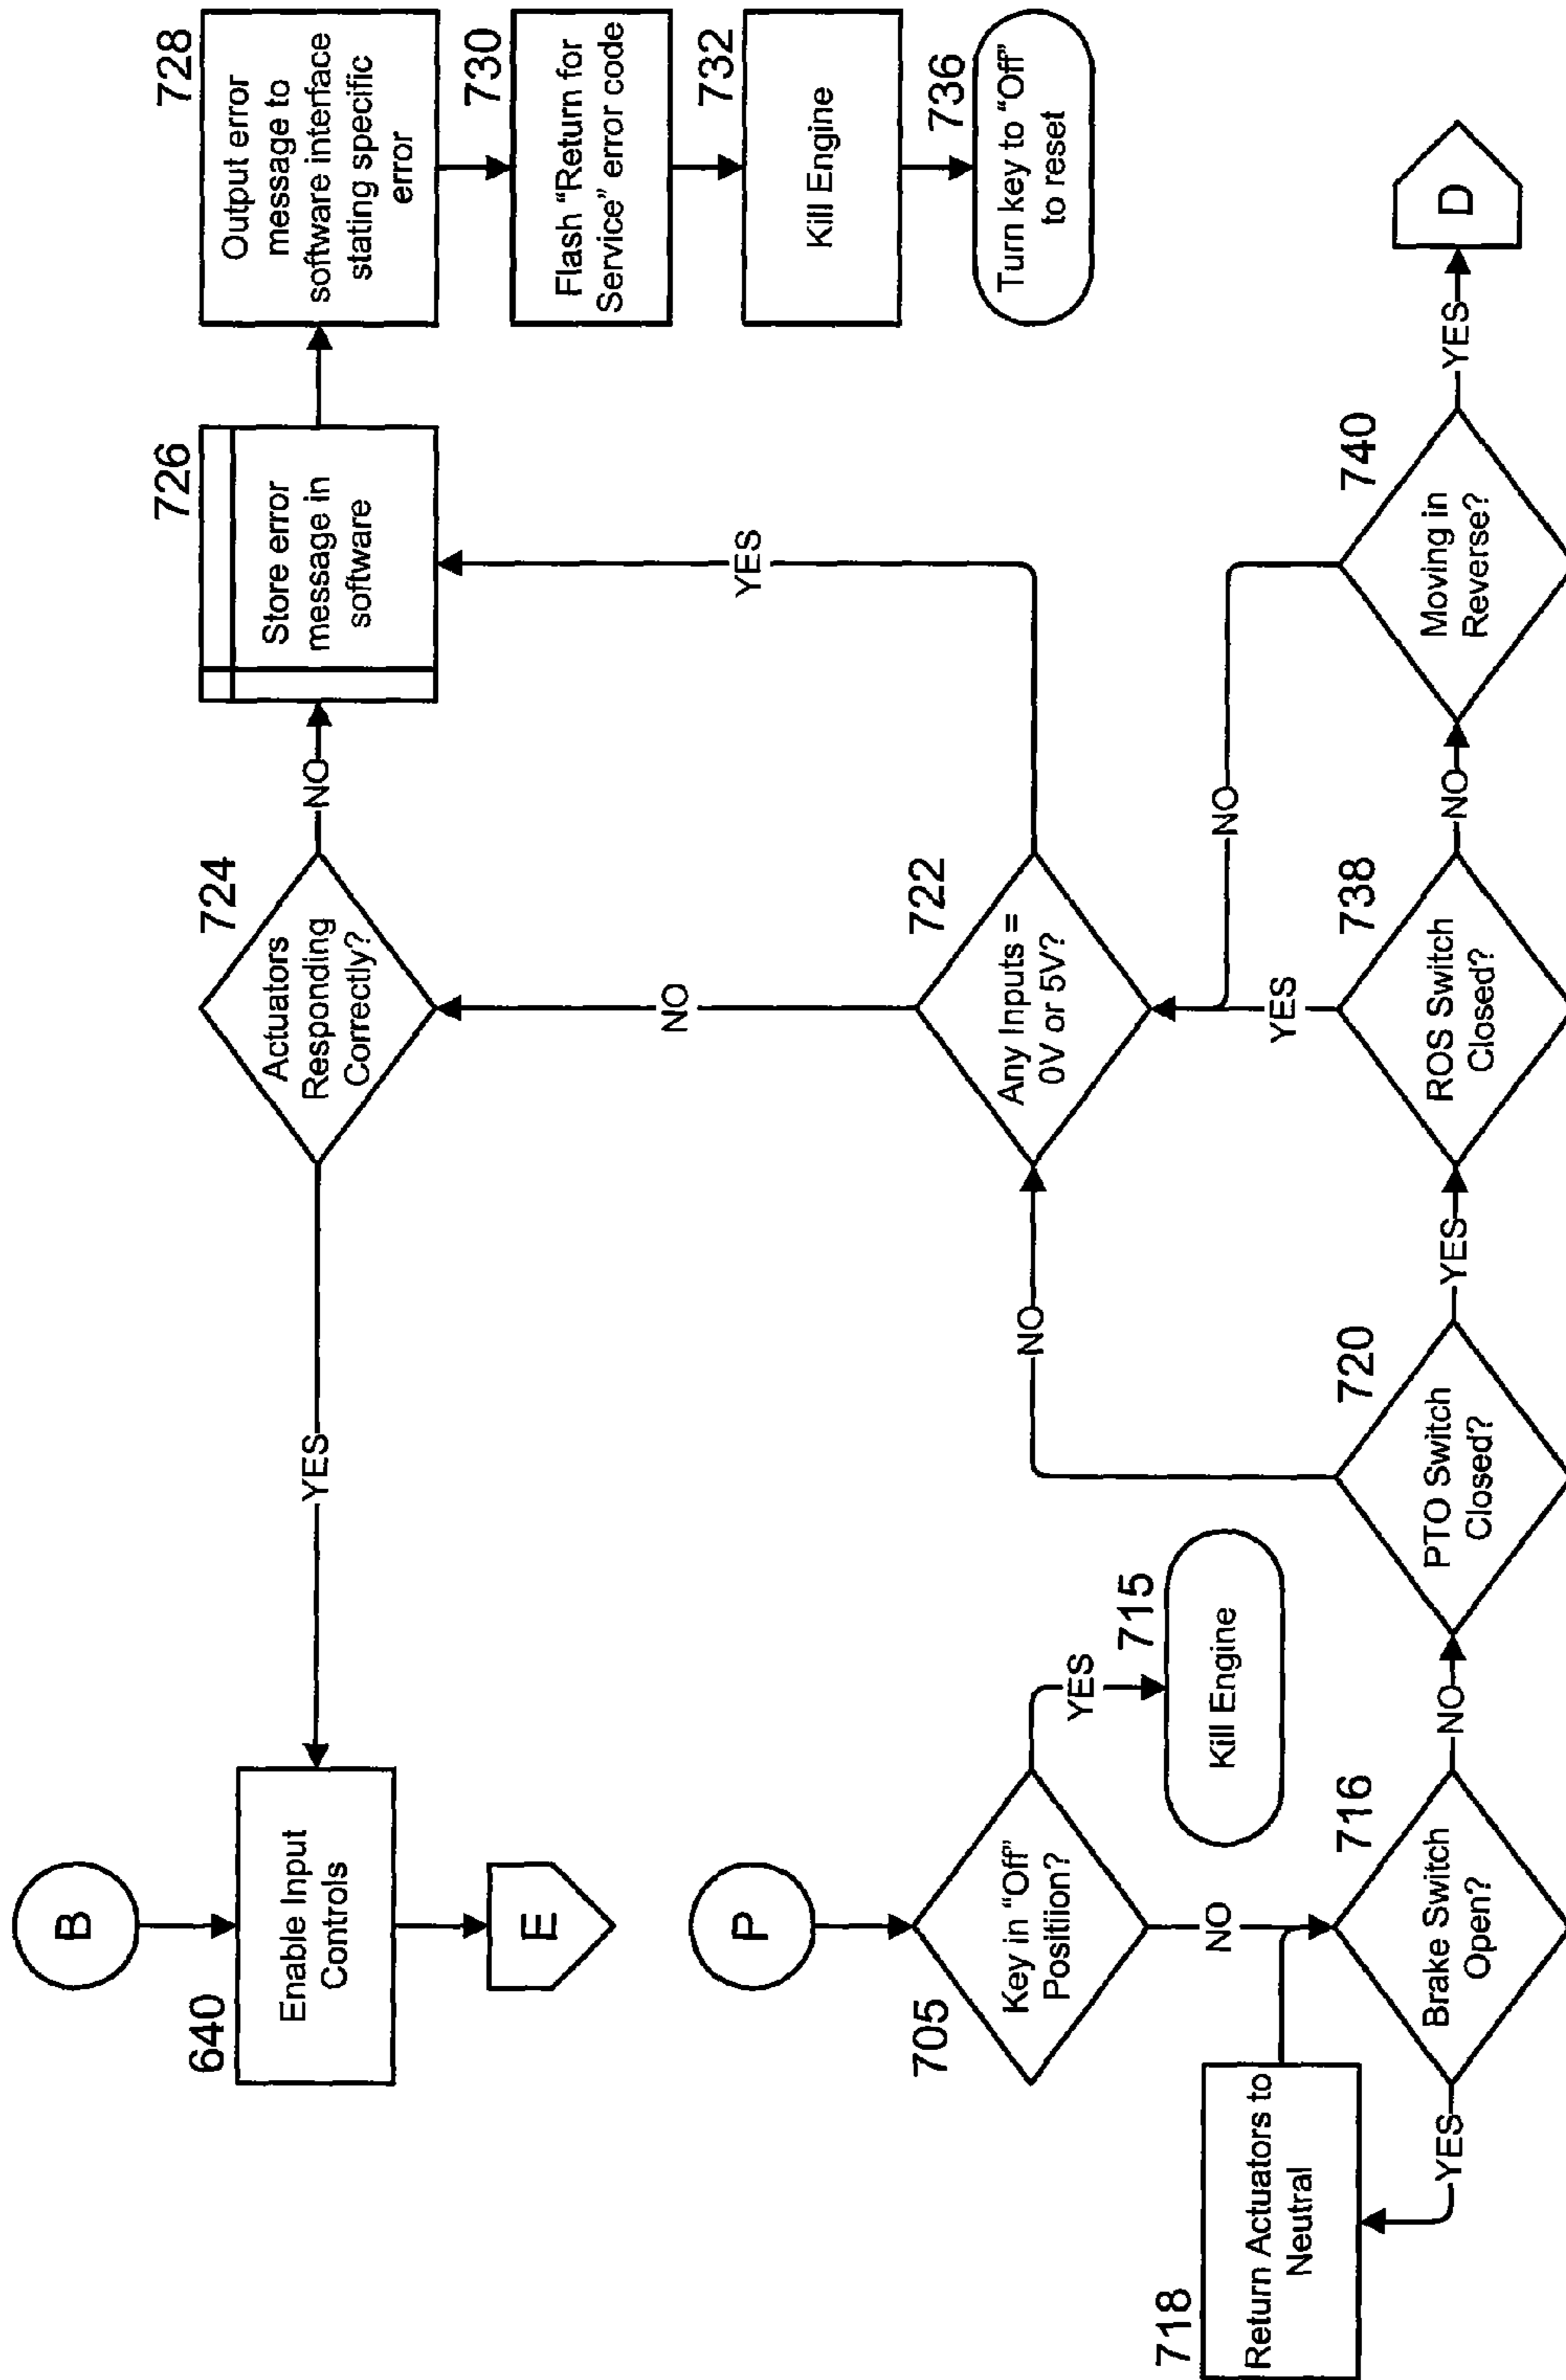 B
640
Enable Input
Controls
E
YES
724
Actuators
Responding
Correctly?
NO
726
Store error
message in
software
728
Output error
message to
software interface
stating specific
error
730
Flash "Return for
Service" error code
732
Kill Engine
736
Turn key to "Off"
to reset
P
705
Key in "Off"
Positiion?
YES
715
Kill Engine
NO
718
Return Actuators to
Neutral
YES
716
Brake Switch
Open?
NO
720
PTO Switch
Closed?
NO
YES
722
Any Inputs =
0V or 5V?
NO
YES
738
ROS Switch
Closed?
YES
NO
740
Moving in
Reverse?
NO
YES
D